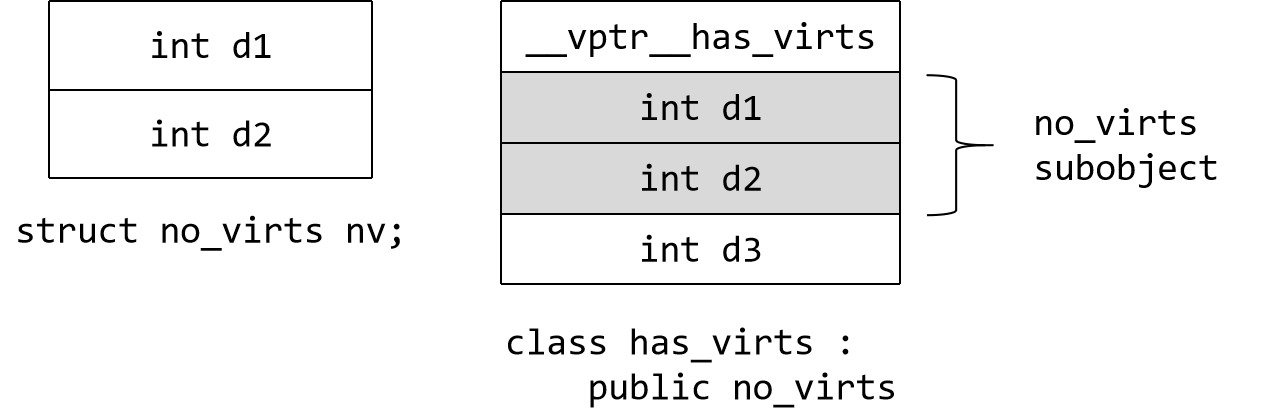 int d1
int d2
struct no_virts nv;
__vptr__has_virts
int d1
int d2
int d3
no_virts
subobject
class has_virts :
public no_virts